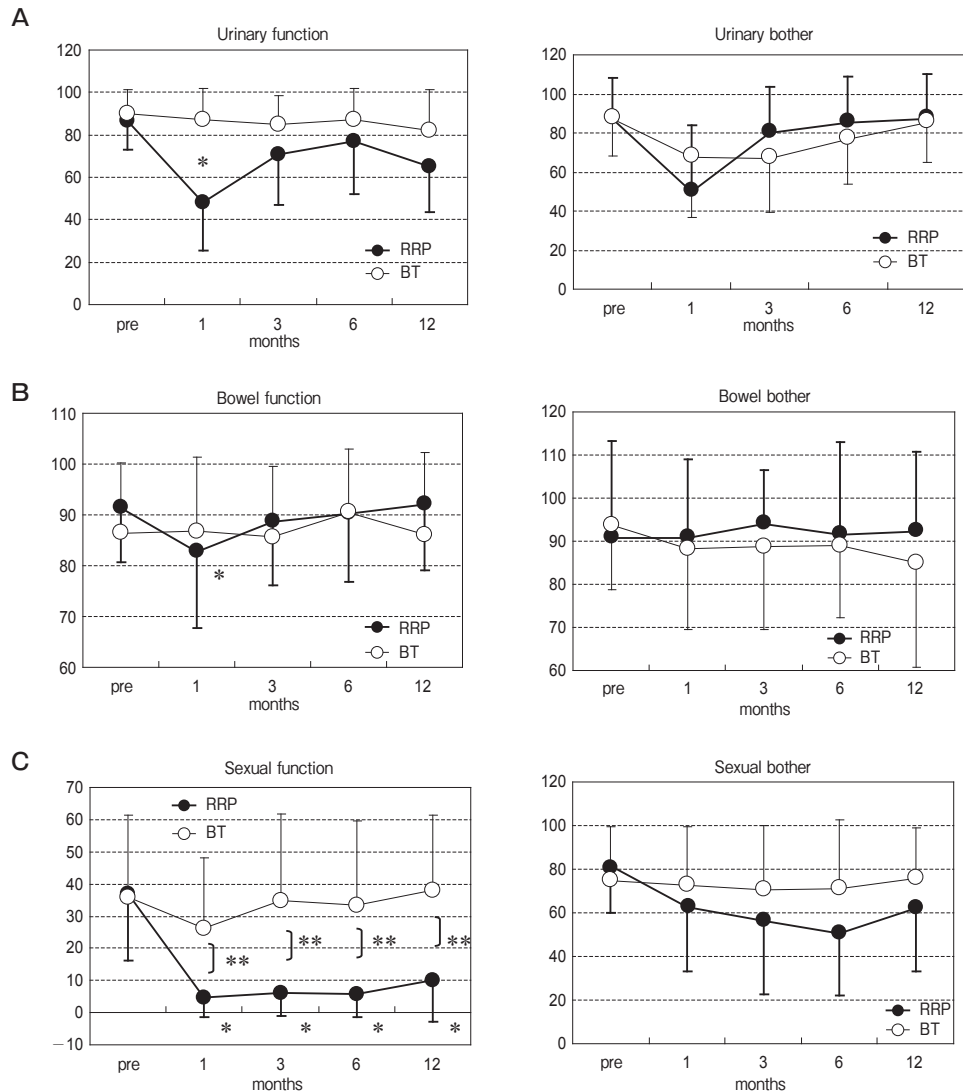 A
Urinary function
120
100
80
60
40
20
0
*
RRP
BT
pre 1 3 6 12
months
Urinary bother
120
100
80
60
40
20
0
RRP
BT
pre 1 3 6 12
months
B
Bowel function
110
100
90
80
70
60
*
RRP
BT
pre 1 3 6 12
months
Bowel bother
120
110
100
90
80
70
60
RRP
BT
pre 1 3 6 12
months
C
Sexual function
70
60
50
40
30
20
10
0
−10
RRP
BT
** ** ** **
* * * *
pre 1 3 6 12
months
Sexual bother
120
100
80
60
40
20
0
RRP
BT
pre 1 3 6 12
months